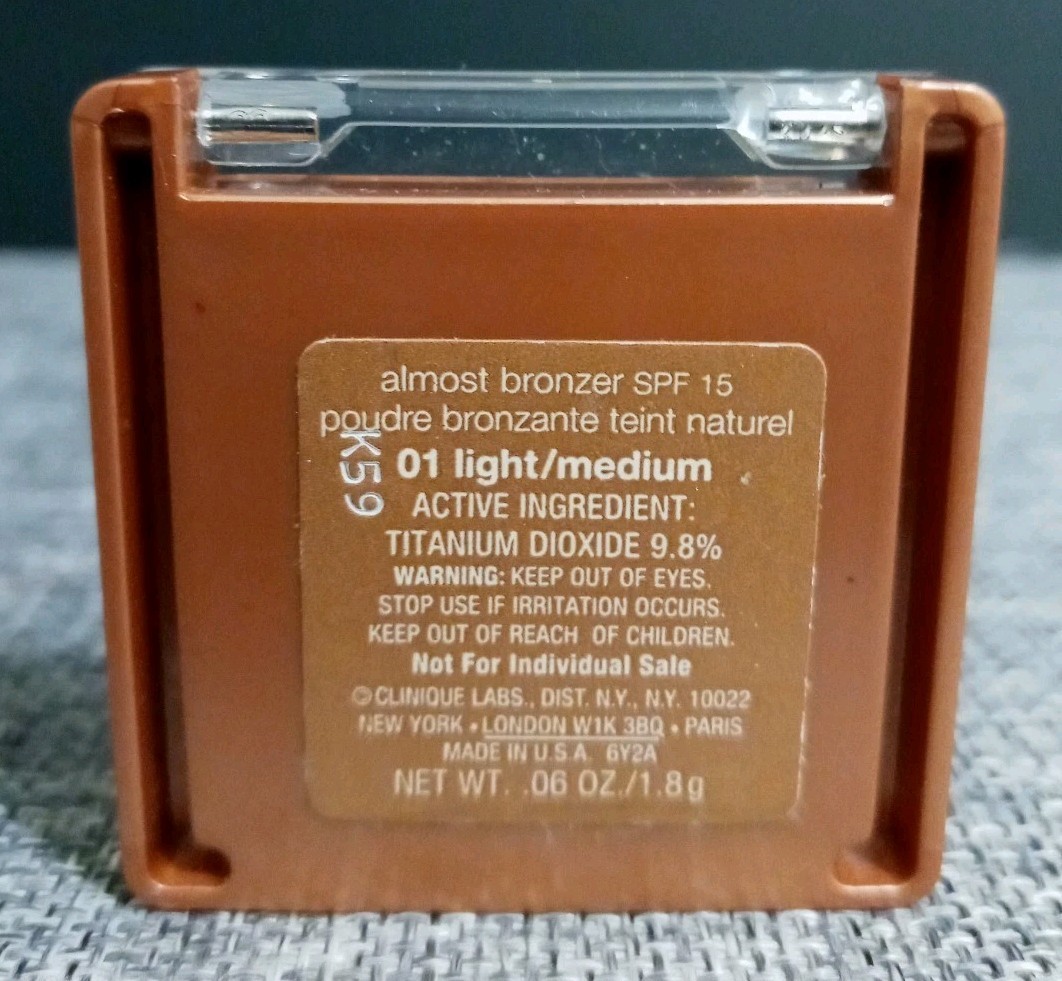 almost bronzer SPF 15
poudre bronzante teint naturel
K59
01 light/medium
ACTIVE INGREDIENT:
TITANIUM DIOXIDE 9.8%
WARNING: KEEP OUT OF EYES.
STOP USE IF IRRITATION OCCURS.
KEEP OUT OF REACH OF CHILDREN.
Not For Individual Sale
© CLINIQUE LABS., DIST. N.Y., N.Y. 10022
NEW YORK • LONDON W1K 3BQ • PARIS
MADE IN U.S.A. 6Y2A
NET WT. .06 OZ./1.8g